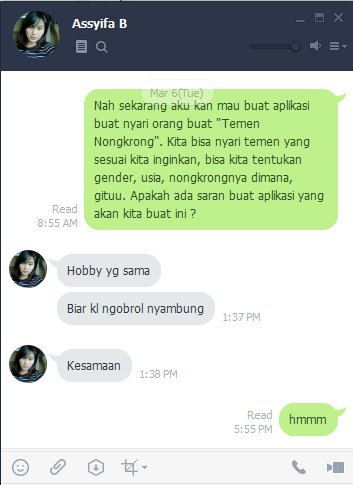 Assyifa B
Mar 6(Tue)
Nah sekarang aku kan mau buat aplikasi
buat nyari orang buat "Temen
Nongkrong". Kita bisa nyari temen yang
sesuai kita inginkan, bisa kita tentukan
gender, usia, nongkrongnya dimana,
gituu. Apakah ada saran buat aplikasi yang
akan kita buat ini ?
Read
8:55 AM
Hobby yg sama
Biar kl ngobrol nyambung
1:37 PM
Kesamaan
1:38 PM
Read
5:55 PM
hmmm